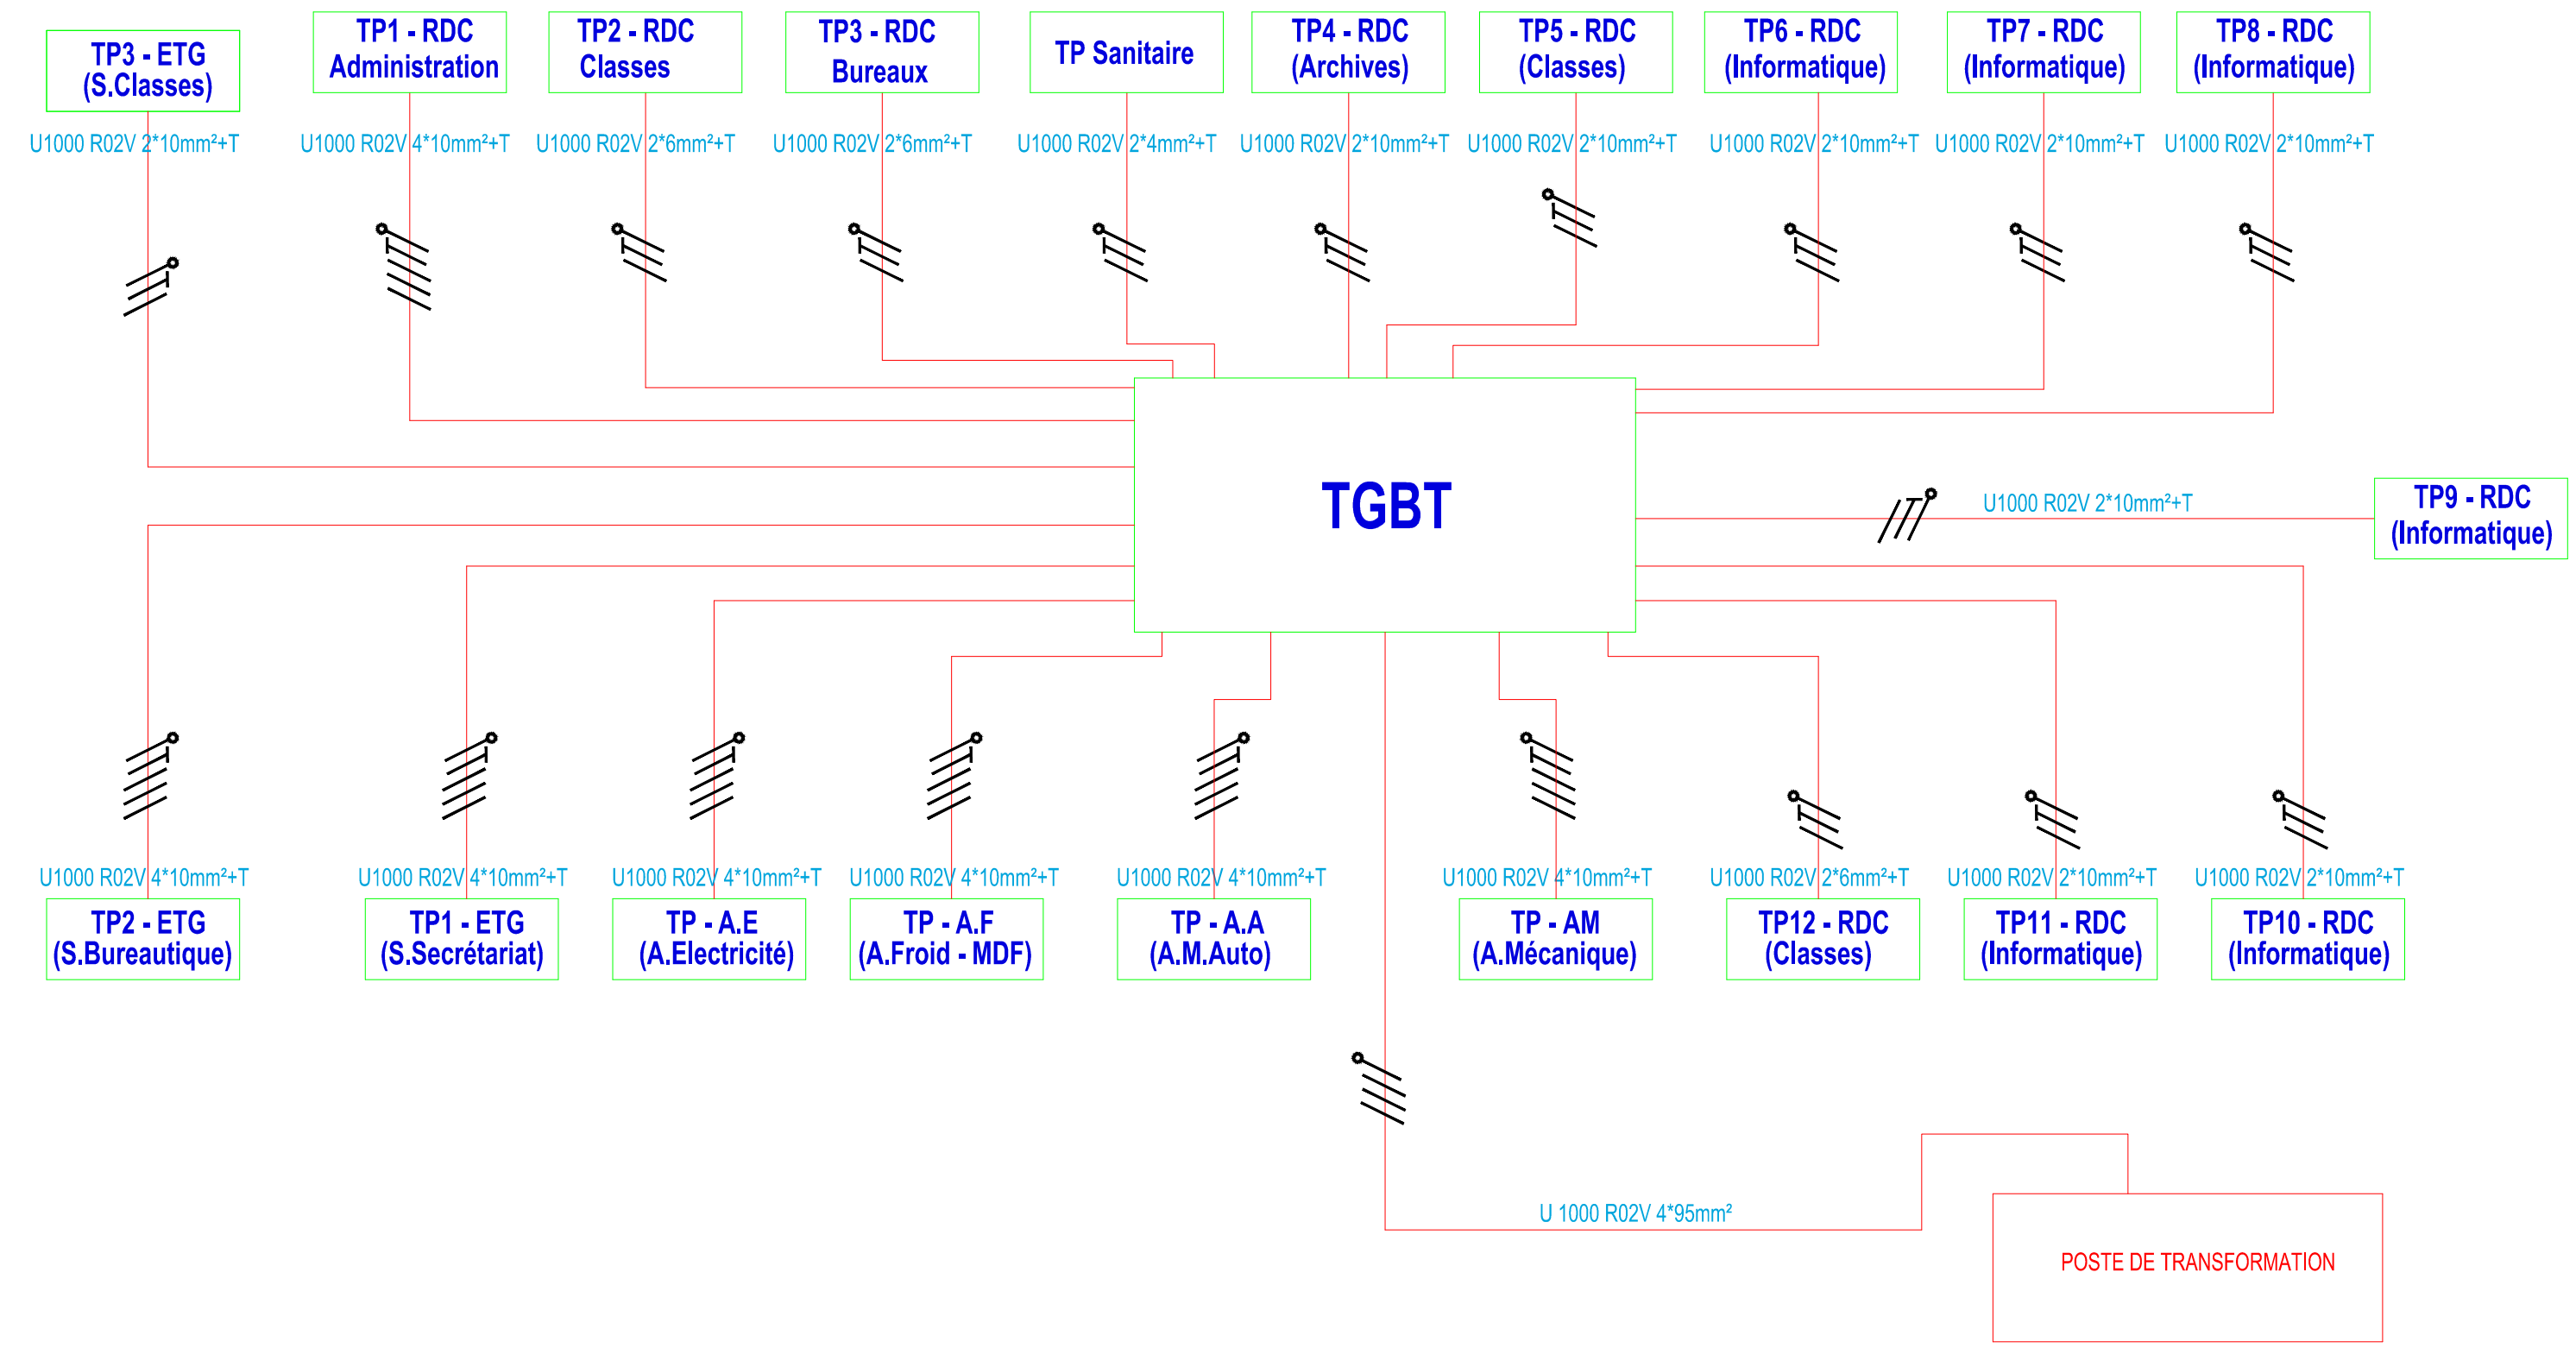 TP3 - ETG
(S.Classes)
TP1 - RDC
Administration
TP2 - RDC
Classes
TP3 - RDC
Bureaux
TP Sanitaire
TP4 - RDC
(Archives)
TP5 - RDC
(Classes)
TP6 - RDC
(Informatique)
TP7 - RDC
(Informatique)
TP8 - RDC
(Informatique)
U1000 R02V 2*10mm²+T
U1000 R02V 4*10mm²+T
U1000 R02V 2*6mm²+T
U1000 R02V 2*6mm²+T
U1000 R02V 2*4mm²+T
U1000 R02V 2*10mm²+T
U1000 R02V 2*10mm²+T
U1000 R02V 2*10mm²+T
U1000 R02V 2*10mm²+T
U1000 R02V 2*10mm²+T
TGBT
U1000 R02V 2*10mm²+T
TP9 - RDC
(Informatique)
U1000 R02V 4*10mm²+T
U1000 R02V 4*10mm²+T
U1000 R02V 4*10mm²+T
U1000 R02V 4*10mm²+T
U1000 R02V 4*10mm²+T
U1000 R02V 4*10mm²+T
U1000 R02V 2*6mm²+T
U1000 R02V 2*10mm²+T
U1000 R02V 2*10mm²+T
TP2 - ETG
(S.Bureautique)
TP1 - ETG
(S.Secrétariat)
TP - A.E
(A.Electricité)
TP - A.F
(A.Froid - MDF)
TP - A.A
(A.M.Auto)
TP - AM
(A.Mécanique)
TP12 - RDC
(Classes)
TP11 - RDC
(Informatique)
TP10 - RDC
(Informatique)
U 1000 R02V 4*95mm²
POSTE DE TRANSFORMATION